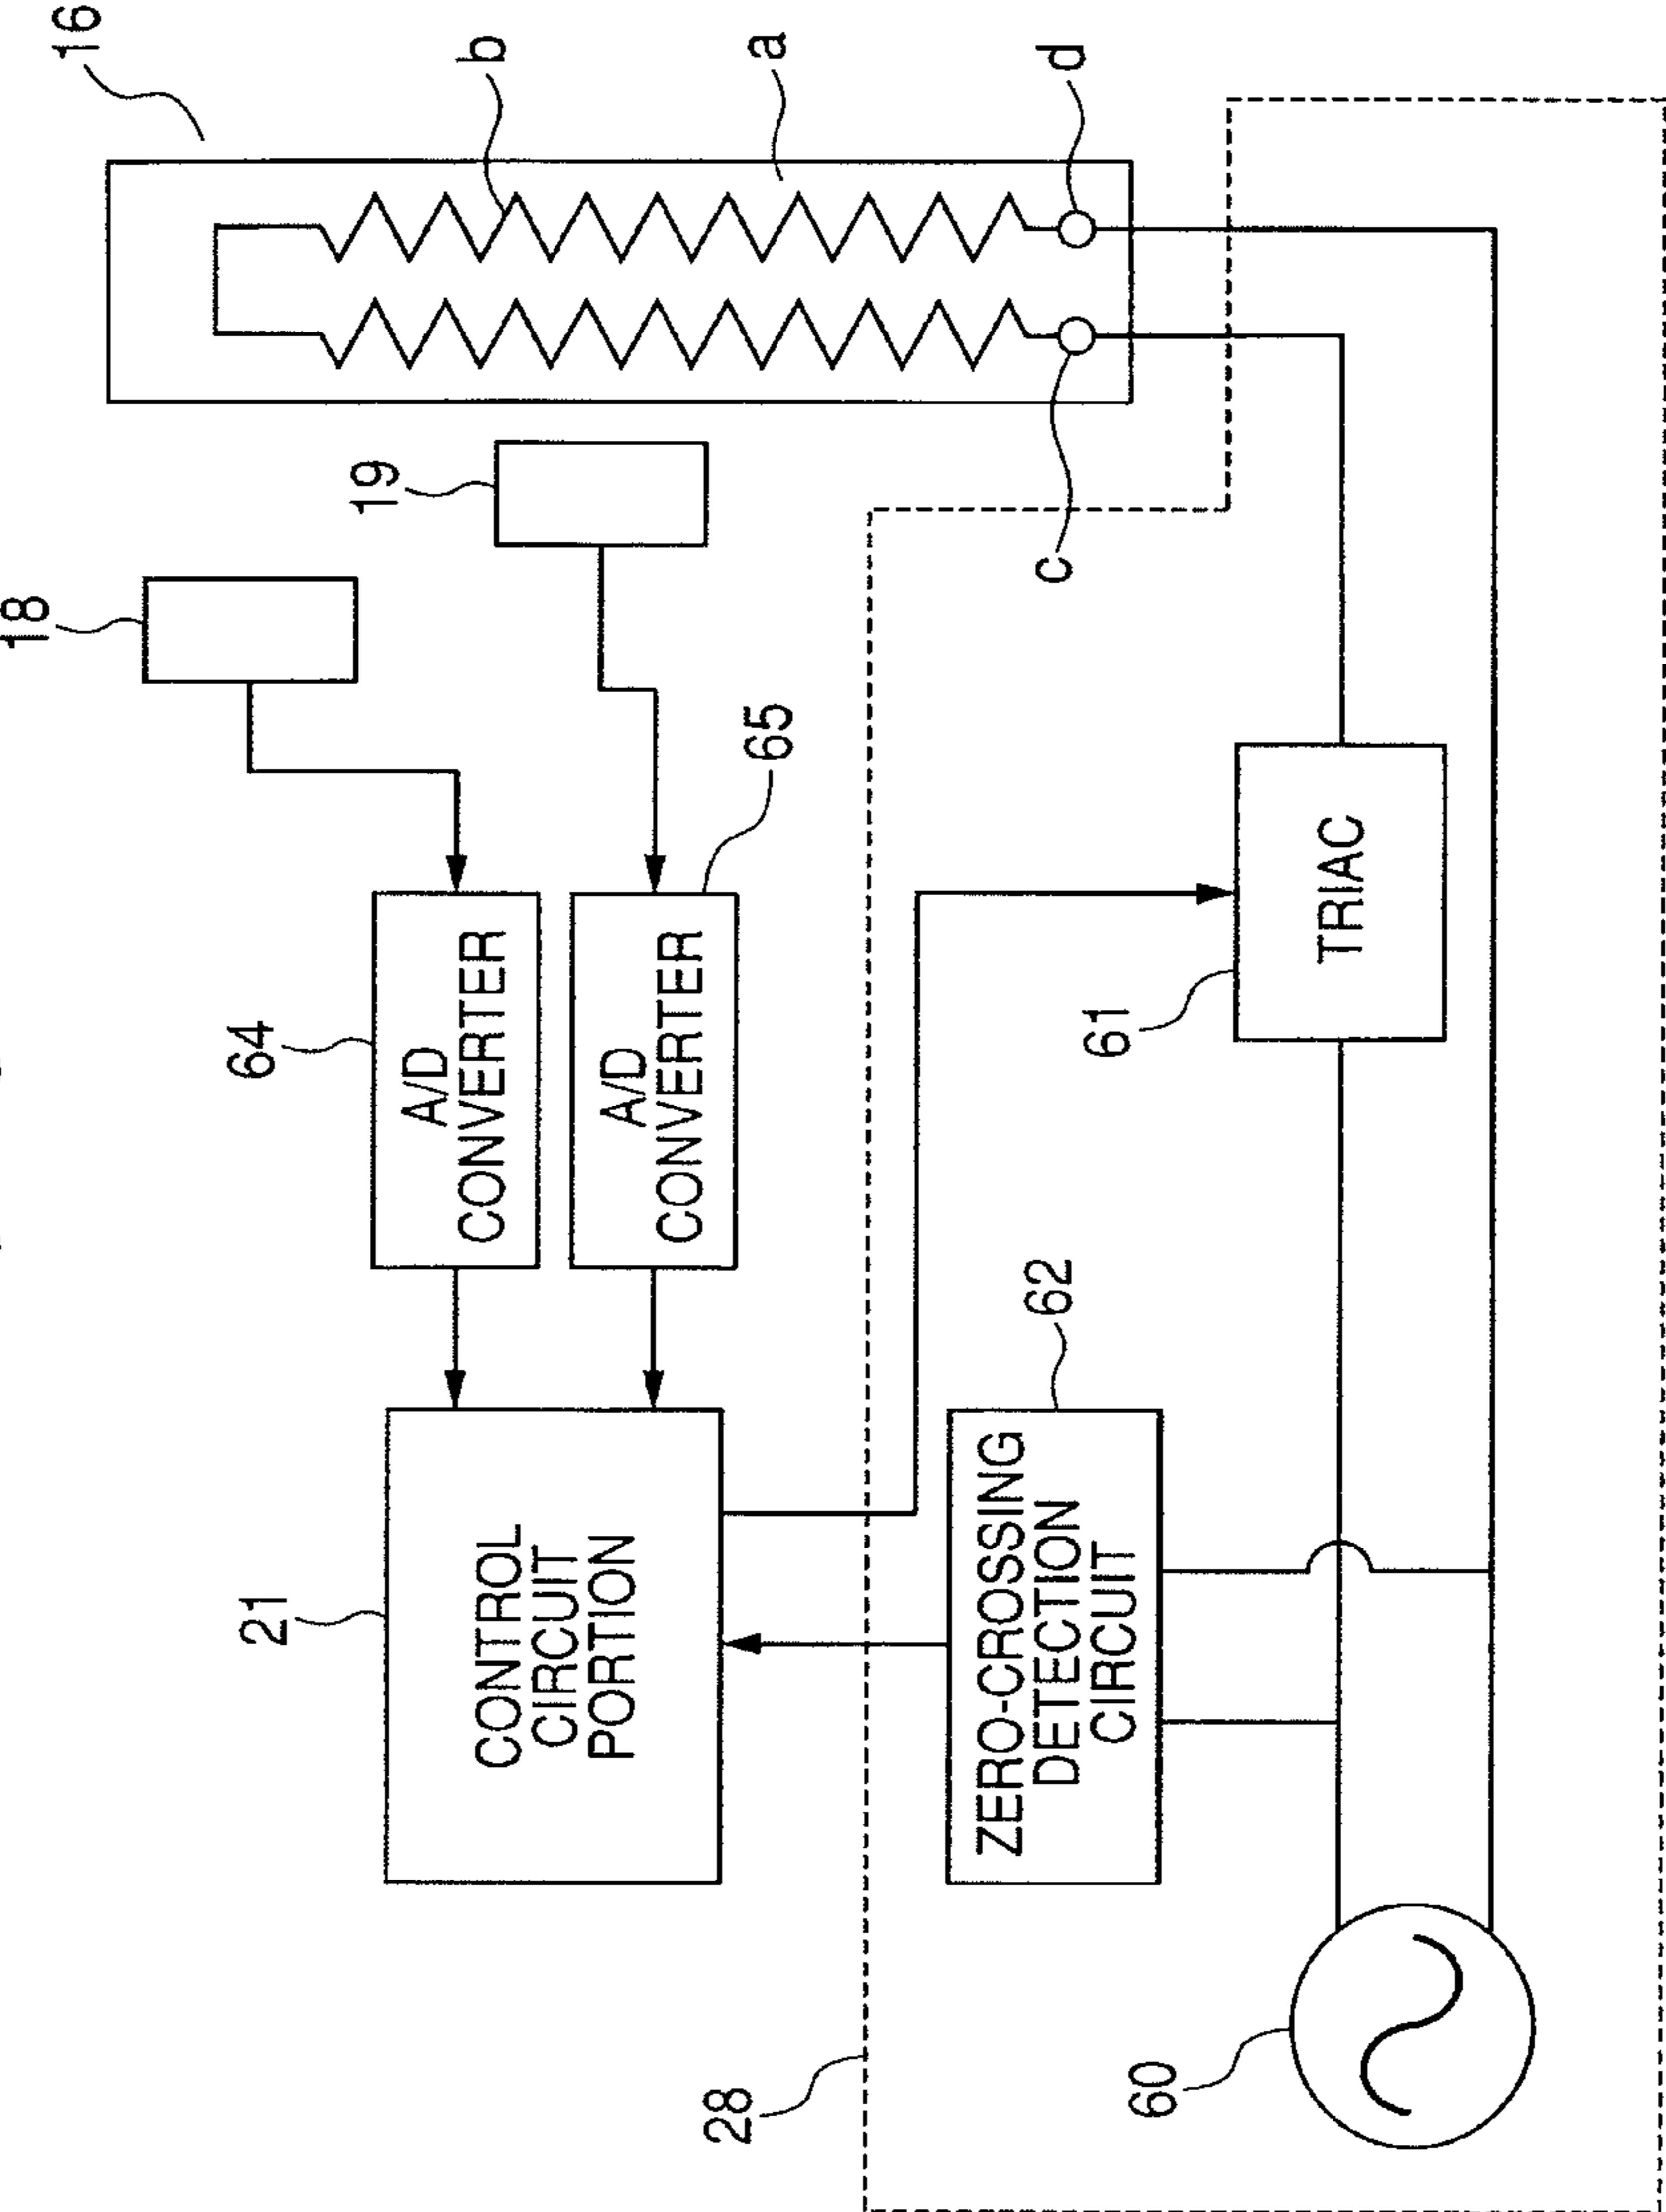 18
16
21
64
19
b
A/D
CONVERTER
CONTROL
CIRCUIT
PORTION
A/D
CONVERTER
28
65
a
62
c
d
ZERO-CROSSING
DETECTION
CIRCUIT
61
60
TRIAC